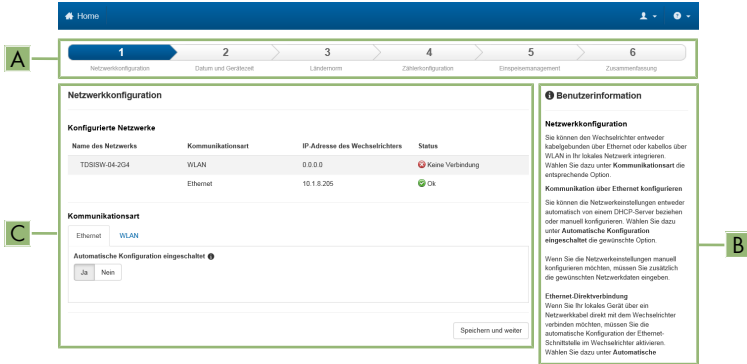 Home
A
1 2 3 4 5 6
Netzwerkkonfiguration Datum und Gerätezeit Ländernorm Zählerkonfiguration Einspeisemanagement Zusammenfassung
Netzwerkkonfiguration
Konfigurierte Netzwerke
Name des Netzwerks Kommunikationsart IP-Adresse des Wechselrichters Status
TDSISW-04-2G4 WLAN 0.0.0.0 Keine Verbindung
Ethernet 10.1.8.205 Ok
Kommunikationsart
C
Ethernet WLAN
Automatische Konfiguration eingeschaltet
Ja Nein
Speichern und weiter
Benutzerinformation
Netzwerkkonfiguration
Sie können den Wechselrichter entweder
kabelgebunden über Ethernet oder kabellos über
WLAN in Ihr lokales Netzwerk integrieren.
Wählen Sie dazu unter Kommunikationsart die
entsprechende Option.
Kommunikation über Ethernet konfigurieren
Sie können die Netzwerkeinstellungen entweder
automatisch von einem DHCP-Server beziehen
oder manuell konfigurieren. Wählen Sie dazu
unter Automatische Konfiguration
eingeschaltet die gewünschte Option.
B
Wenn Sie die Netzwerkeinstellungen manuell
konfigurieren möchten, müssen Sie zusätzlich
die gewünschten Netzwerkdaten eingeben.
Ethernet-Direktverbindung
Wenn Sie Ihr lokales Gerät über ein
Netzwerkkabel direkt mit dem Wechselrichter
verbinden möchten, müssen Sie die
automatische Konfiguration der Ethernet-
Schnittstelle im Wechselrichter aktivieren.
Wählen Sie dazu unter Automatische